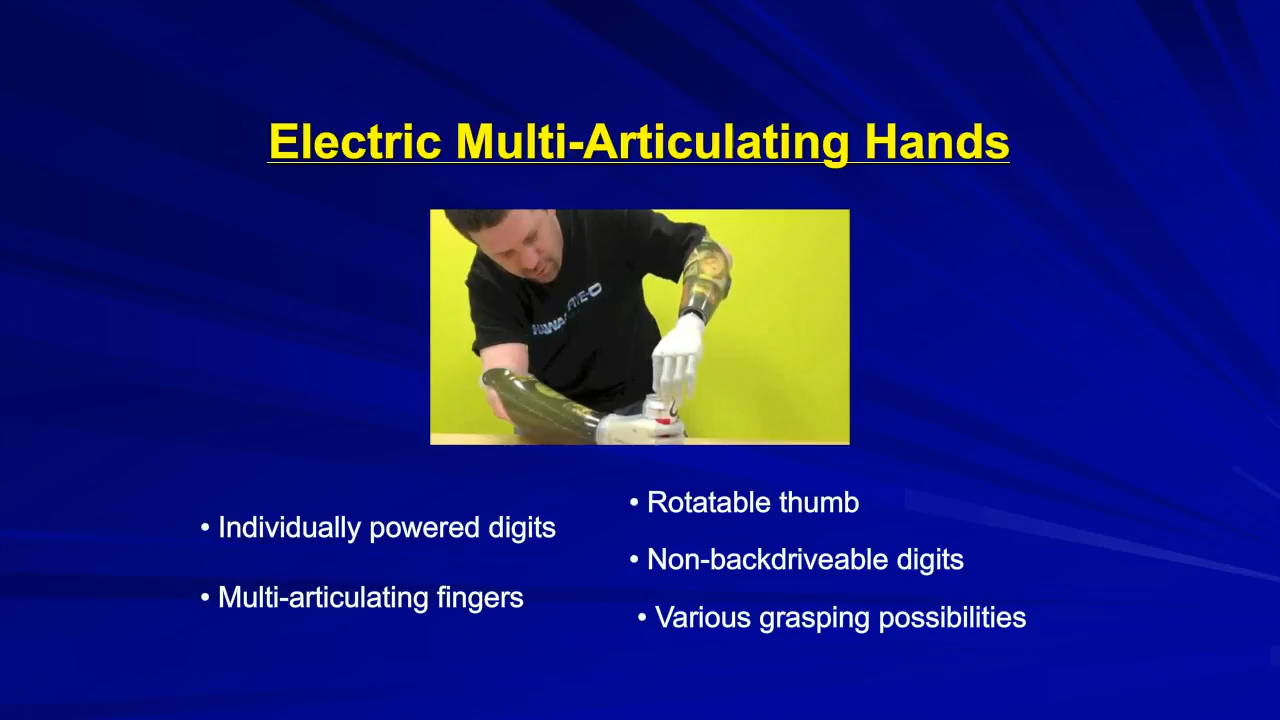 Electric Multi-Articulating Hands
• Individually powered digits
• Multi-articulating fingers
• Rotatable thumb
• Non-backdriveable digits
• Various grasping possibilities